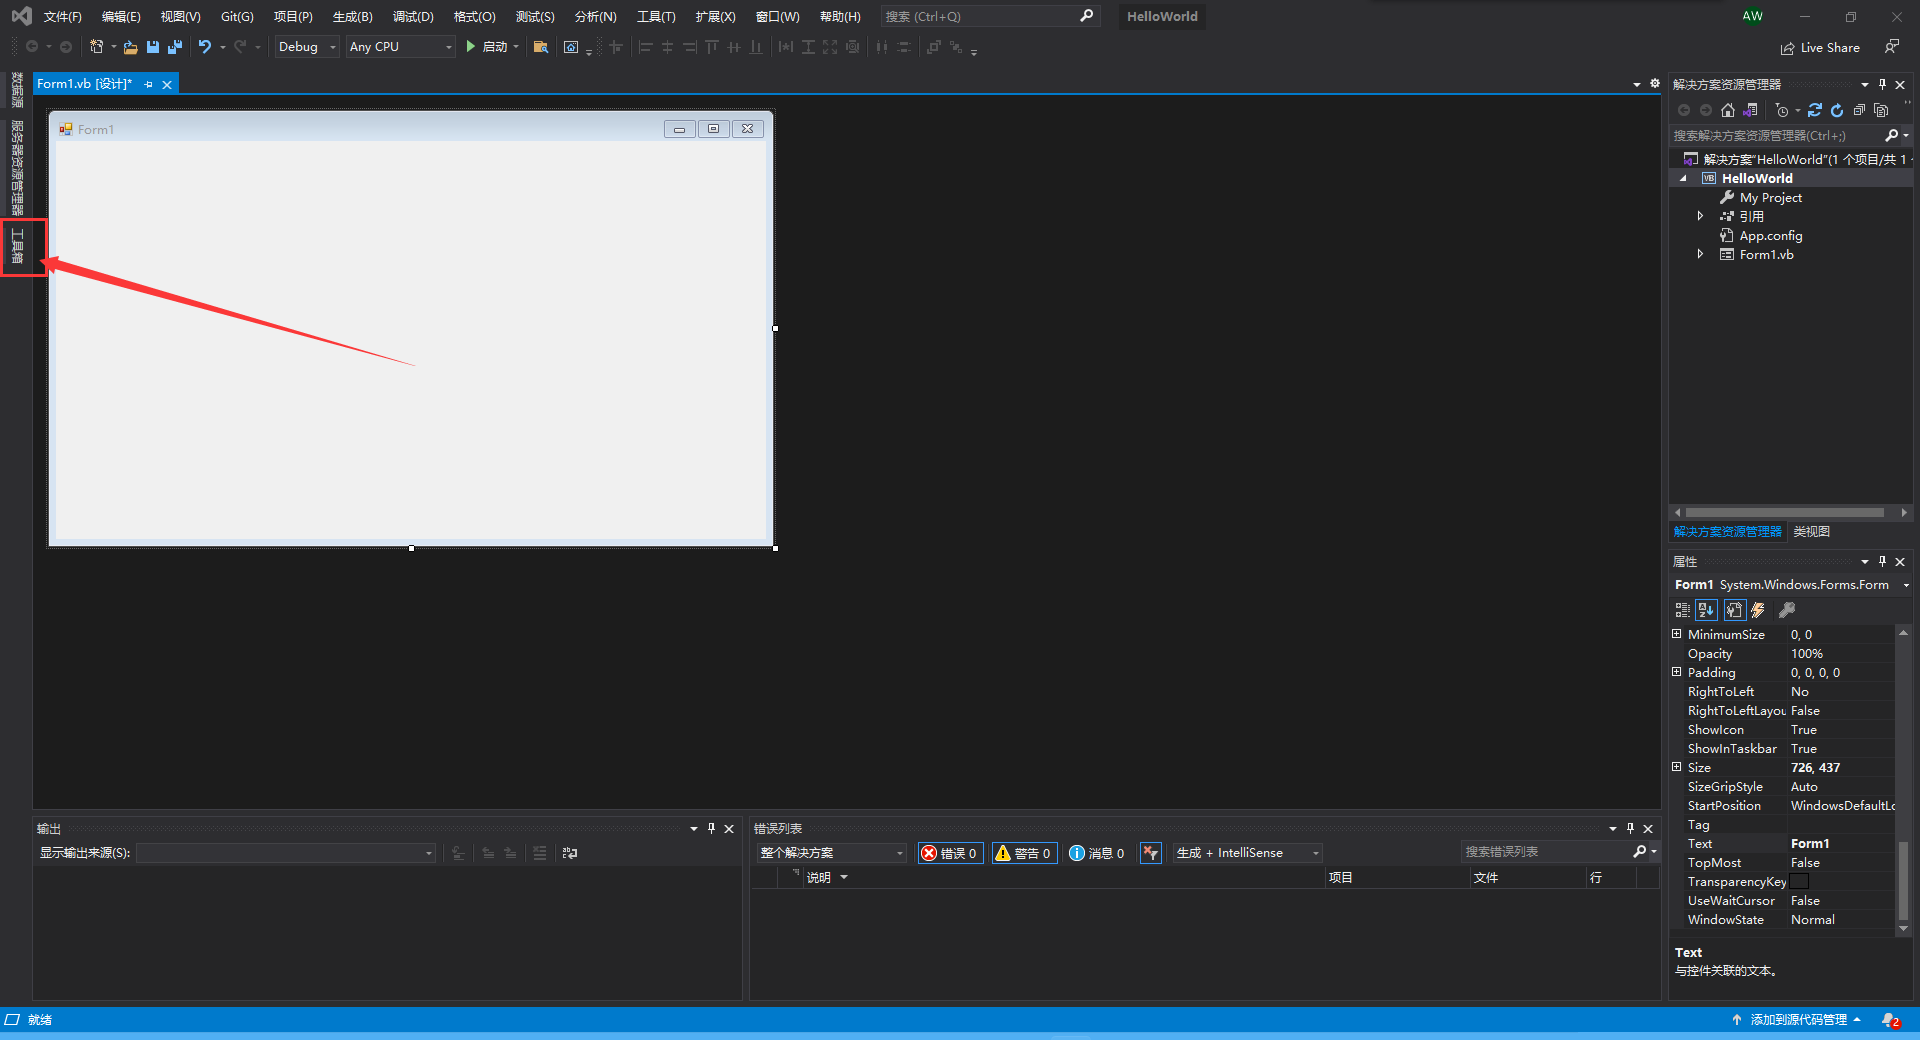 文件(F) 编辑(E) 视图(V) Git(G) 项目(P) 生成(B) 调试(D) 格式(O) 测试(S) 分析(N) 工具(T) 扩展(X) 窗口(W) 帮助(H) 搜索 (Ctrl+Q) HelloWorld AW
Debug Any CPU 启动 Live Share
数据源
服务器资源管理器
工具箱
Form1.vb [设计]*
Form1
解决方案资源管理器
搜索解决方案资源管理器(Ctrl+;)
解决方案"HelloWorld"(1 个项目/共 1
HelloWorld
My Project
引用
App.config
Form1.vb
解决方案资源管理器 类视图
属性
Form1 System.Windows.Forms.Form
MinimumSize 0, 0
Opacity 100%
Padding 0, 0, 0, 0
RightToLeft No
RightToLeftLayou False
ShowIcon True
ShowInTaskbar True
Size 726, 437
SizeGripStyle Auto
StartPosition WindowsDefaultLo
Tag
Text Form1
TopMost False
TransparencyKey
UseWaitCursor False
WindowState Normal
Text
与控件关联的文本。
输出
显示输出来源(S):
错误列表
整个解决方案 错误 0 警告 0 消息 0 生成 + IntelliSense 搜索错误列表
说明 项目 文件 行
就绪 添加到源代码管理 2